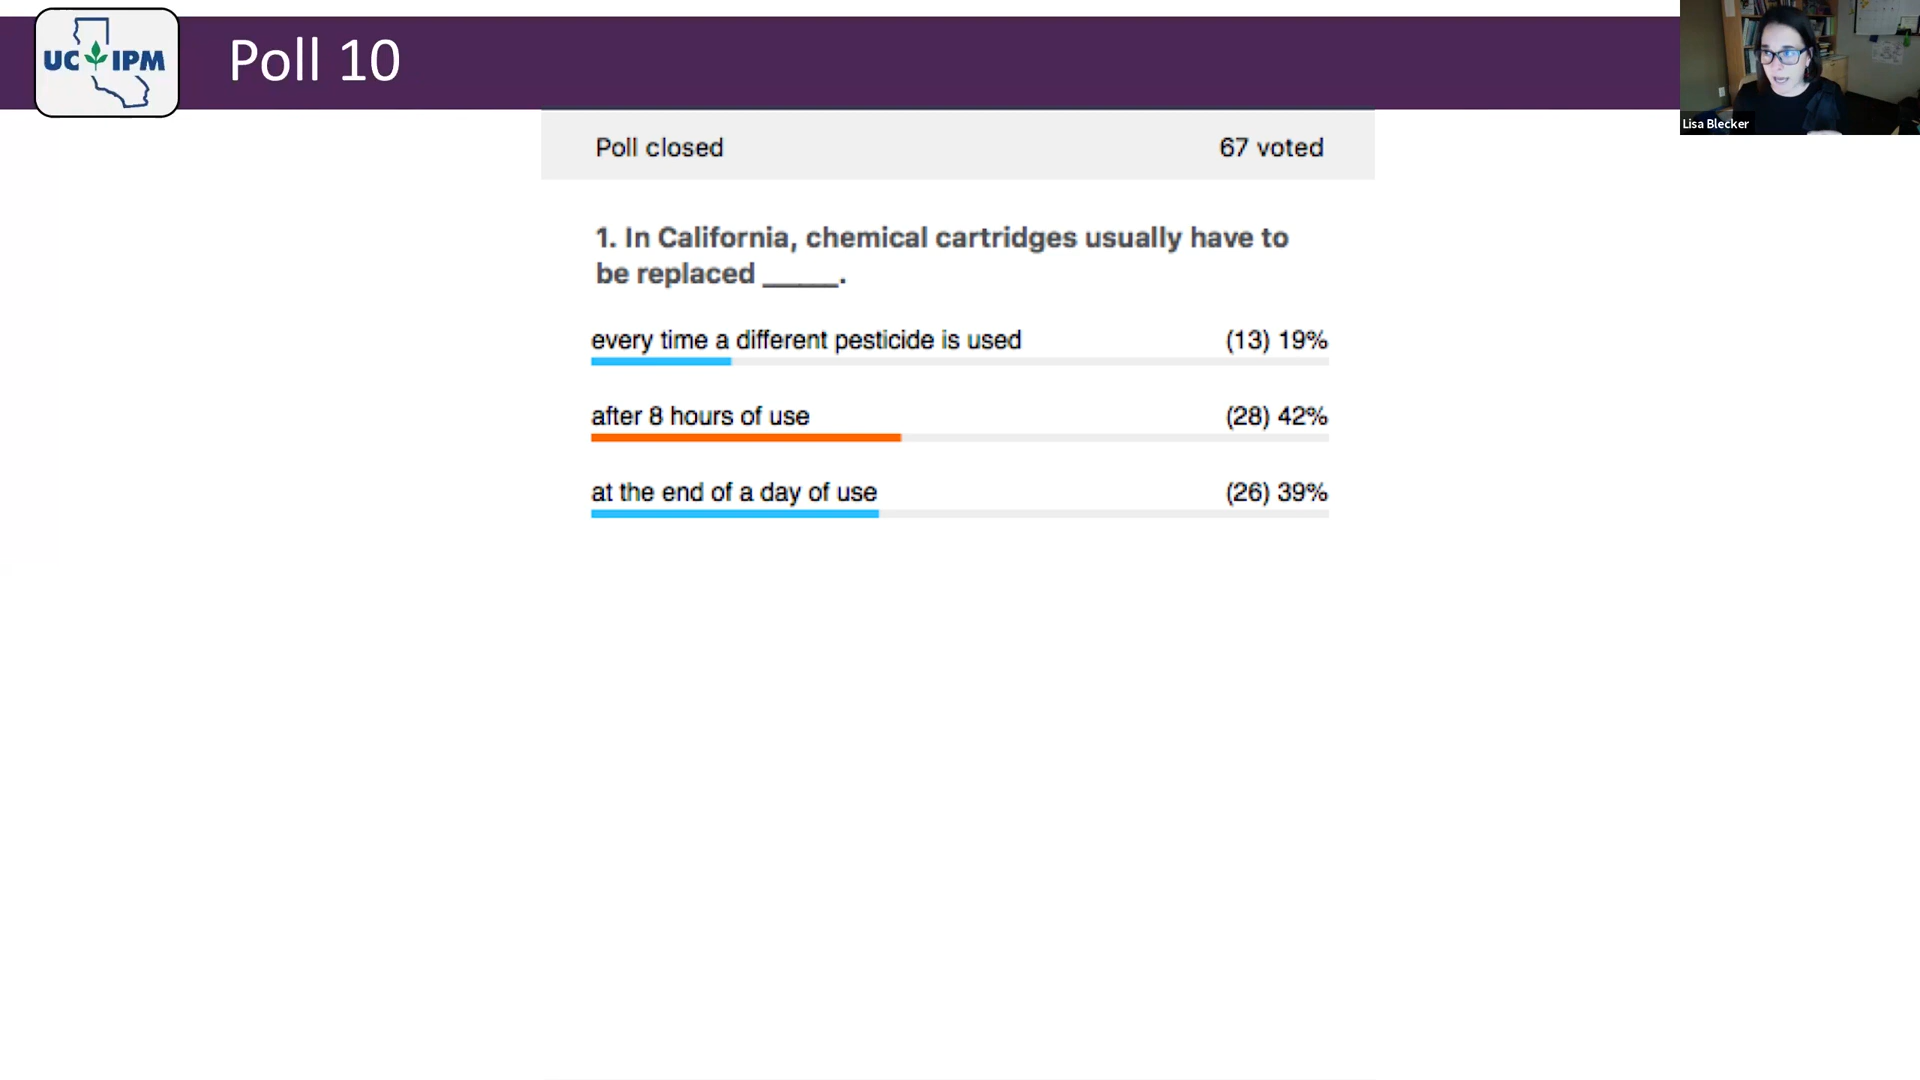 UC IPM
Poll 10
Lisa Blecker
Poll closed 67 voted
1. In California, chemical cartridges usually have to
be replaced _____.
every time a different pesticide is used (13) 19%
after 8 hours of use (28) 42%
at the end of a day of use (26) 39%